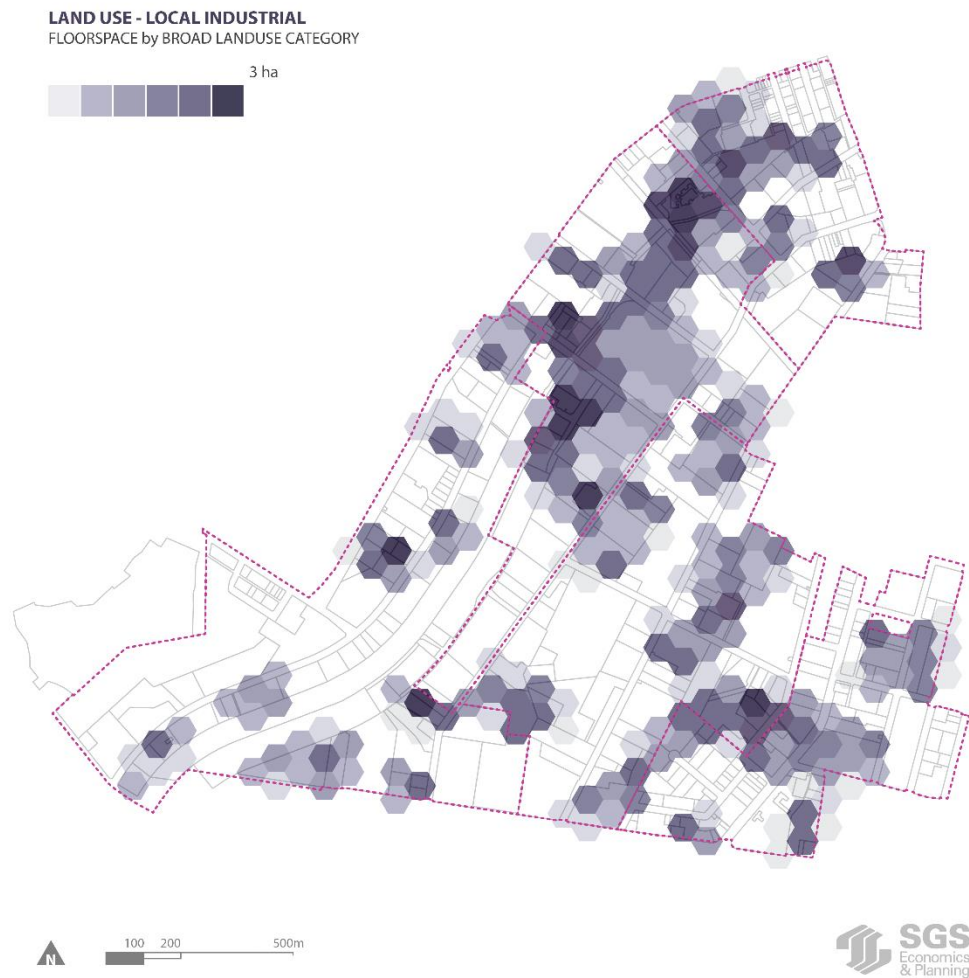 LAND USE - LOCAL INDUSTRIAL
FLOORSPACE by BROAD LANDUSE CATEGORY
3 ha
N
100 200 500m
SGS
Economics
& Planning